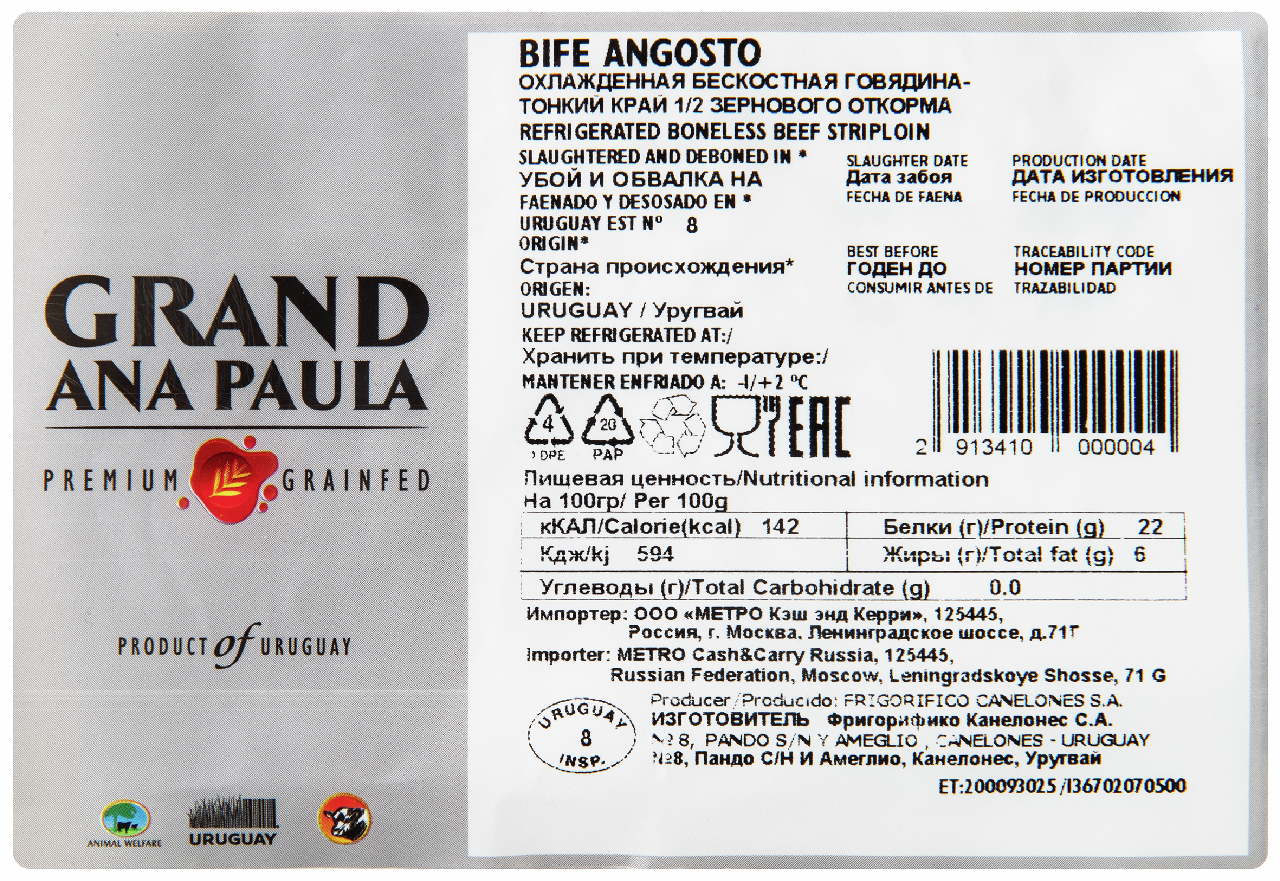 GRAND
ANA PAULA
PREMIUM GRAINFED
PRODUCT of URUGUAY
ANIMAL WELFARE
URUGUAY
BIFE ANGOSTO
ОХЛАЖДЕННАЯ БЕСКОСТНАЯ ГОВЯДИНА-
ТОНКИЙ КРАЙ 1/2 ЗЕРНОВОГО ОТКОРМА
REFRIGERATED BONELESS BEEF STRIPLOIN
SLAUGHTERED AND DEBONED IN *
УБОЙ И ОБВАЛКА НА
FAENADO Y DESOSADO EN *
URUGUAY EST Nº 8
ORIGIN*
Страна происхождения*
ORIGEN:
URUGUAY / Уругвай
KEEP REFRIGERATED AT:/
Хранить при температуре:/
MANTENER ENFRIADO A: -1/+2 ºC
SLAUGHTER DATE
Дата забоя
FECHA DE FAENA
PRODUCTION DATE
ДАТА ИЗГОТОВЛЕНИЯ
FECHA DE PRODUCCION
BEST BEFORE
ГОДЕН ДО
CONSUMIR ANTES DE
TRACEABILITY CODE
НОМЕР ПАРТИИ
TRAZABILIDAD
4
20
PAP
EAC
2 913410 000004
Пищевая ценность/Nutritional information
На 100гр/ Per 100g
кКАЛ/Calorie(kcal) 142
Белки (г)/Protein (g) 22
Кдж/kj 594
Жиры (г)/Total fat (g) 6
Углеводы (г)/Total Carbohidrate (g) 0.0
Импортер: ООО «МЕТРО Кэш энд Керри», 125445,
Россия, г. Москва, Ленинградское шоссе, д.71Г
Importer: METRO Cash&Carry Russia, 125445,
Russian Federation, Moscow, Leningradskoye Shosse, 71 G
URUGUAY
8
INSP.
Producer/Producido: FRIGORIFICO CANELONES S.A.
ИЗГОТОВИТЕЛЬ Фригорифико Канелонес С.А.
Nº 8, PANDO S/N Y AMEGLIO, CANELONES - URUGUAY
№8, Пандо С/Н И Амеглио, Канелонес, Уругвай
ET:200093025/136702070500